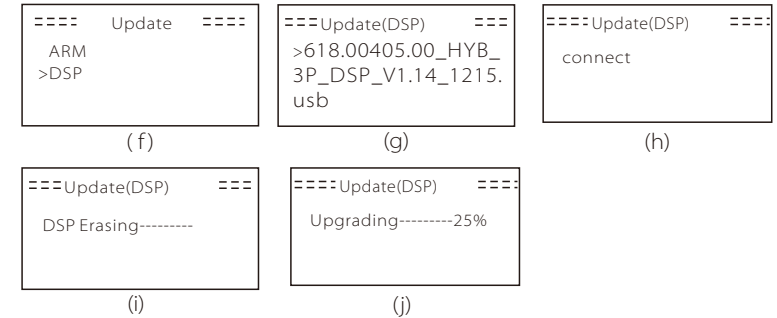 ==== Update ====
ARM
>DSP
(f)
===Update(DSP) ===
>618.00405.00_HYB_
3P_DSP_V1.14_1215.
usb
(g)
====Update(DSP) ====
connect
(h)
===Update(DSP) ===
DSP Erasing---------
(i)
====Update(DSP) ====
Upgrading---------25%
(j)